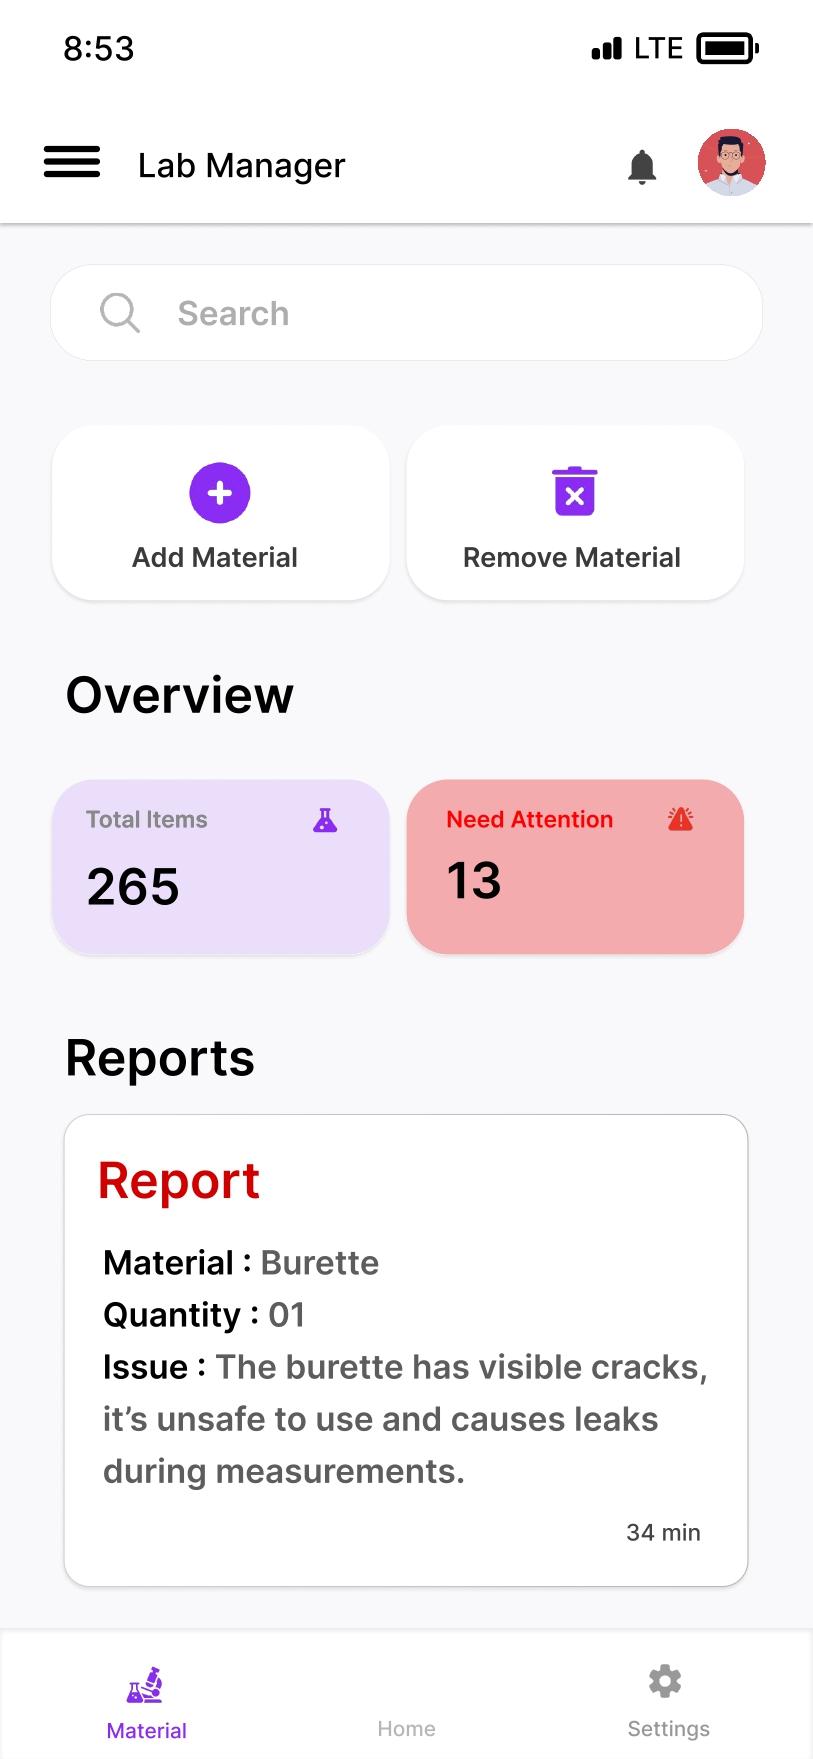 8:53
LTE
Lab Manager
Search
Add Material
Remove Material
Overview
Total Items
265
Need Attention
13
Reports
Report
Material : Burette
Quantity : 01
Issue : The burette has visible cracks,
it’s unsafe to use and causes leaks
during measurements.
34 min
Material
Home
Settings